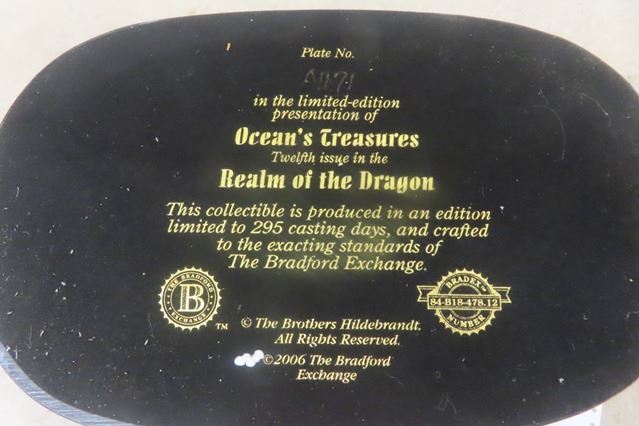 Plate No.
in the limited-edition
presentation of
Ocean's Treasures
Twelfth issue in the
Realm of the Dragon
This collectible is produced in an edition
limited to 295 casting days, and crafted
to the exacting standards of
The Bradford Exchange.
THE BRADFORD
B
EXCHANGE
TM
BRADEX
84-B18-478.12
NUMBER
© The Brothers Hildebrandt.
All Rights Reserved.
©2006 The Bradford
Exchange